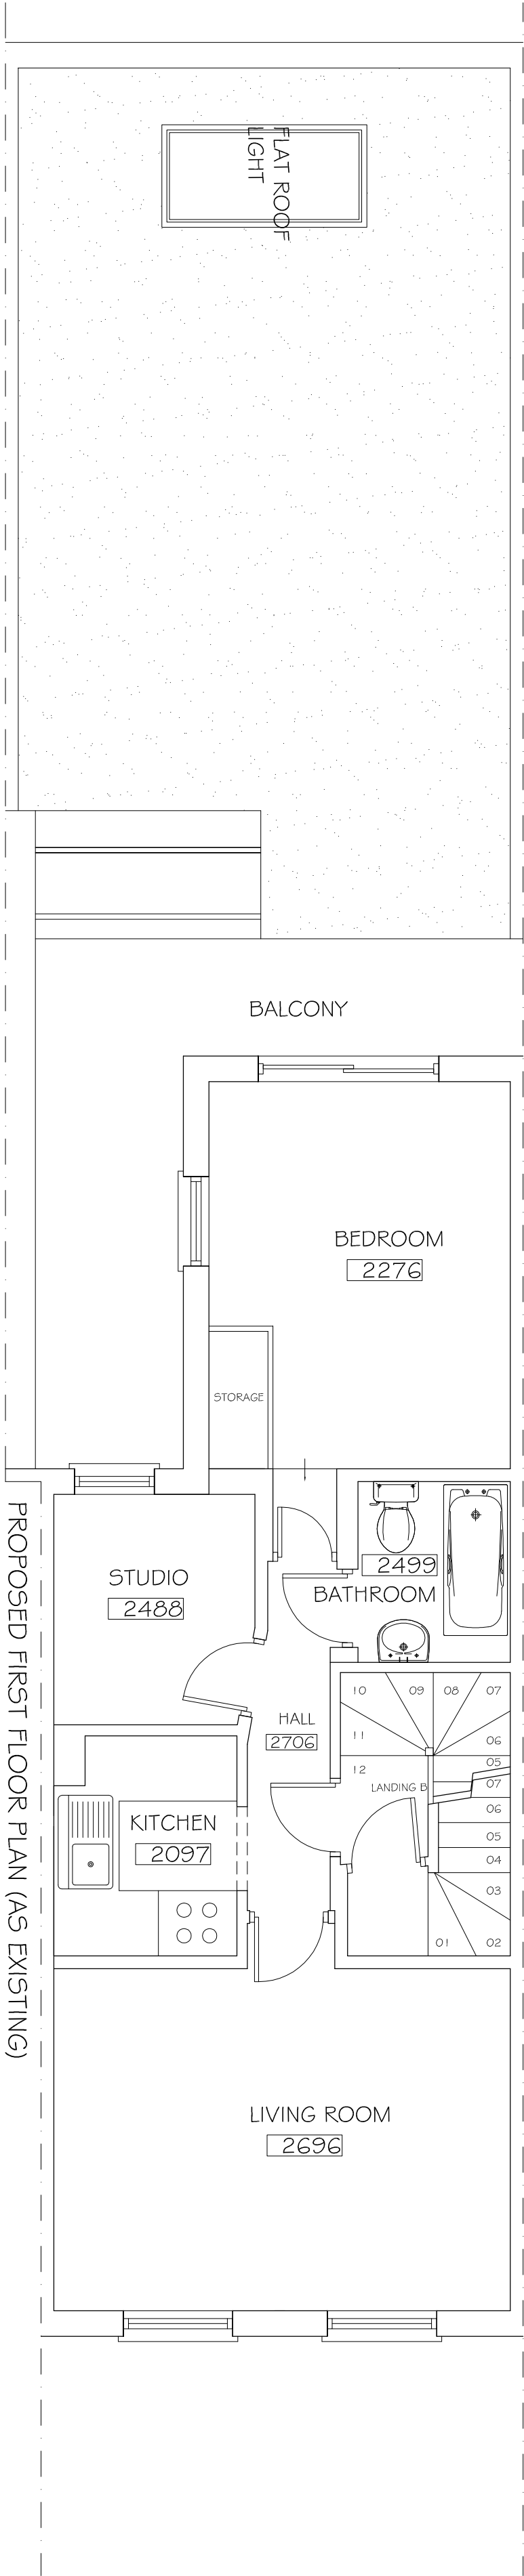 FLAT ROOF
LIGHT
BALCONY
BEDROOM
2276
STORAGE
STUDIO
2488
2499
BATHROOM
HALL
2706
10
09
08
07
11
06
12
LANDING B
05
07
06
05
04
03
01
02
KITCHEN
2097
LIVING ROOM
2696
PROPOSED FIRST FLOOR PLAN (AS EXISTING)